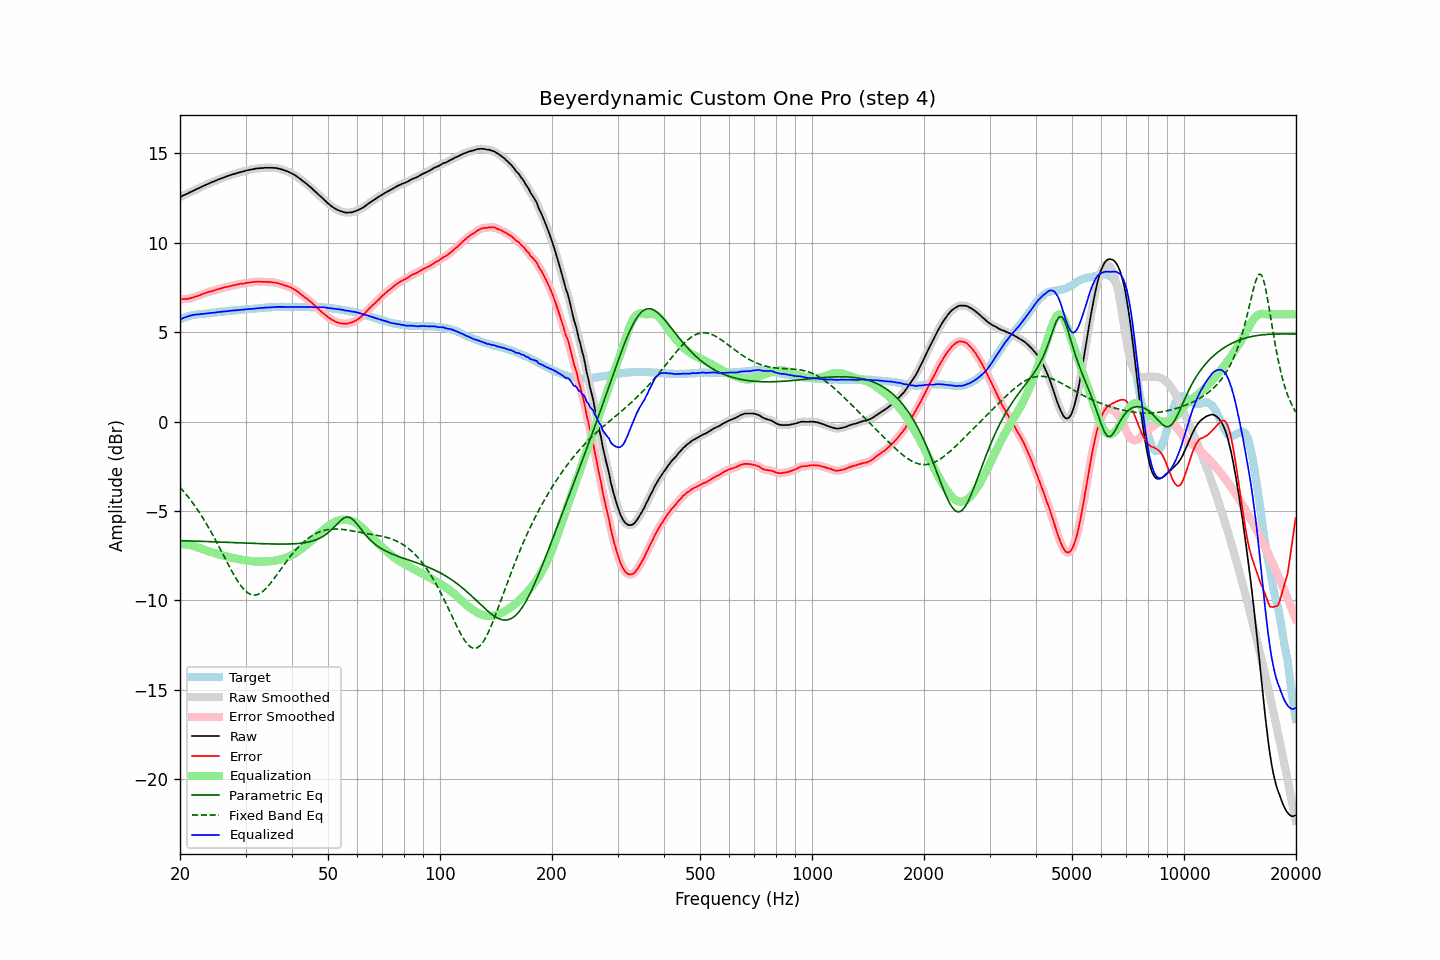 Beyerdynamic Custom One Pro (step 4)
Amplitude (dBr)
15
10
5
0
−5
−10
−15
−20
Target
Raw Smoothed
Error Smoothed
Raw
Error
Equalization
Parametric Eq
Fixed Band Eq
Equalized
20 50 100 200 500 1000 2000 5000 10000 20000
Frequency (Hz)